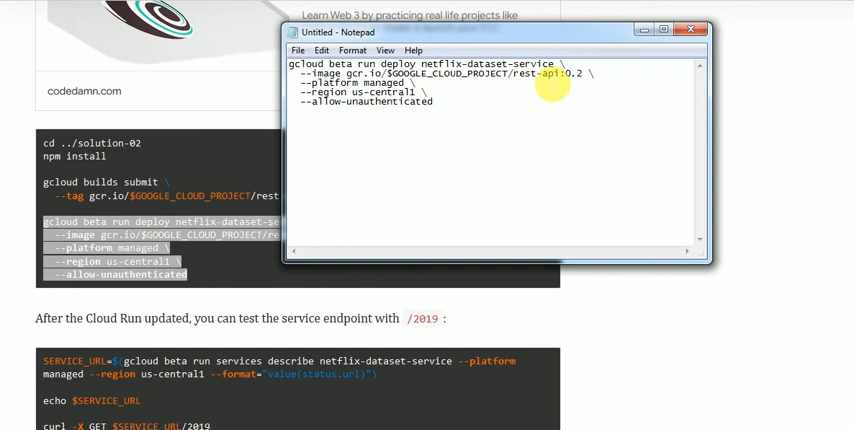 Learn Web 3 by practicing real life projects like
codedamn.com
Untitled - Notepad
File Edit Format View Help
gcloud beta run deploy netflix-dataset-service \
--image gcr.io/$GOOGLE_CLOUD_PROJECT/rest-api:0.2 \
--platform managed \
--region us-central1 \
--allow-unauthenticated
cd ../solution-02
npm install
gcloud builds submit \
--tag gcr.io/$GOOGLE_CLOUD_PROJECT/rest
gcloud beta run deploy netflix-dataset-se
--image gcr.io/$GOOGLE_CLOUD_PROJECT/re
--platform managed \
--region us-central1 \
--allow-unauthenticated
After the Cloud Run updated, you can test the service endpoint with /2019 :
SERVICE_URL=$(gcloud beta run services describe netflix-dataset-service --platform
managed --region us-central1 --format="value(status.url)")
echo $SERVICE_URL
curl -X GET $SERVICE_URL/2019